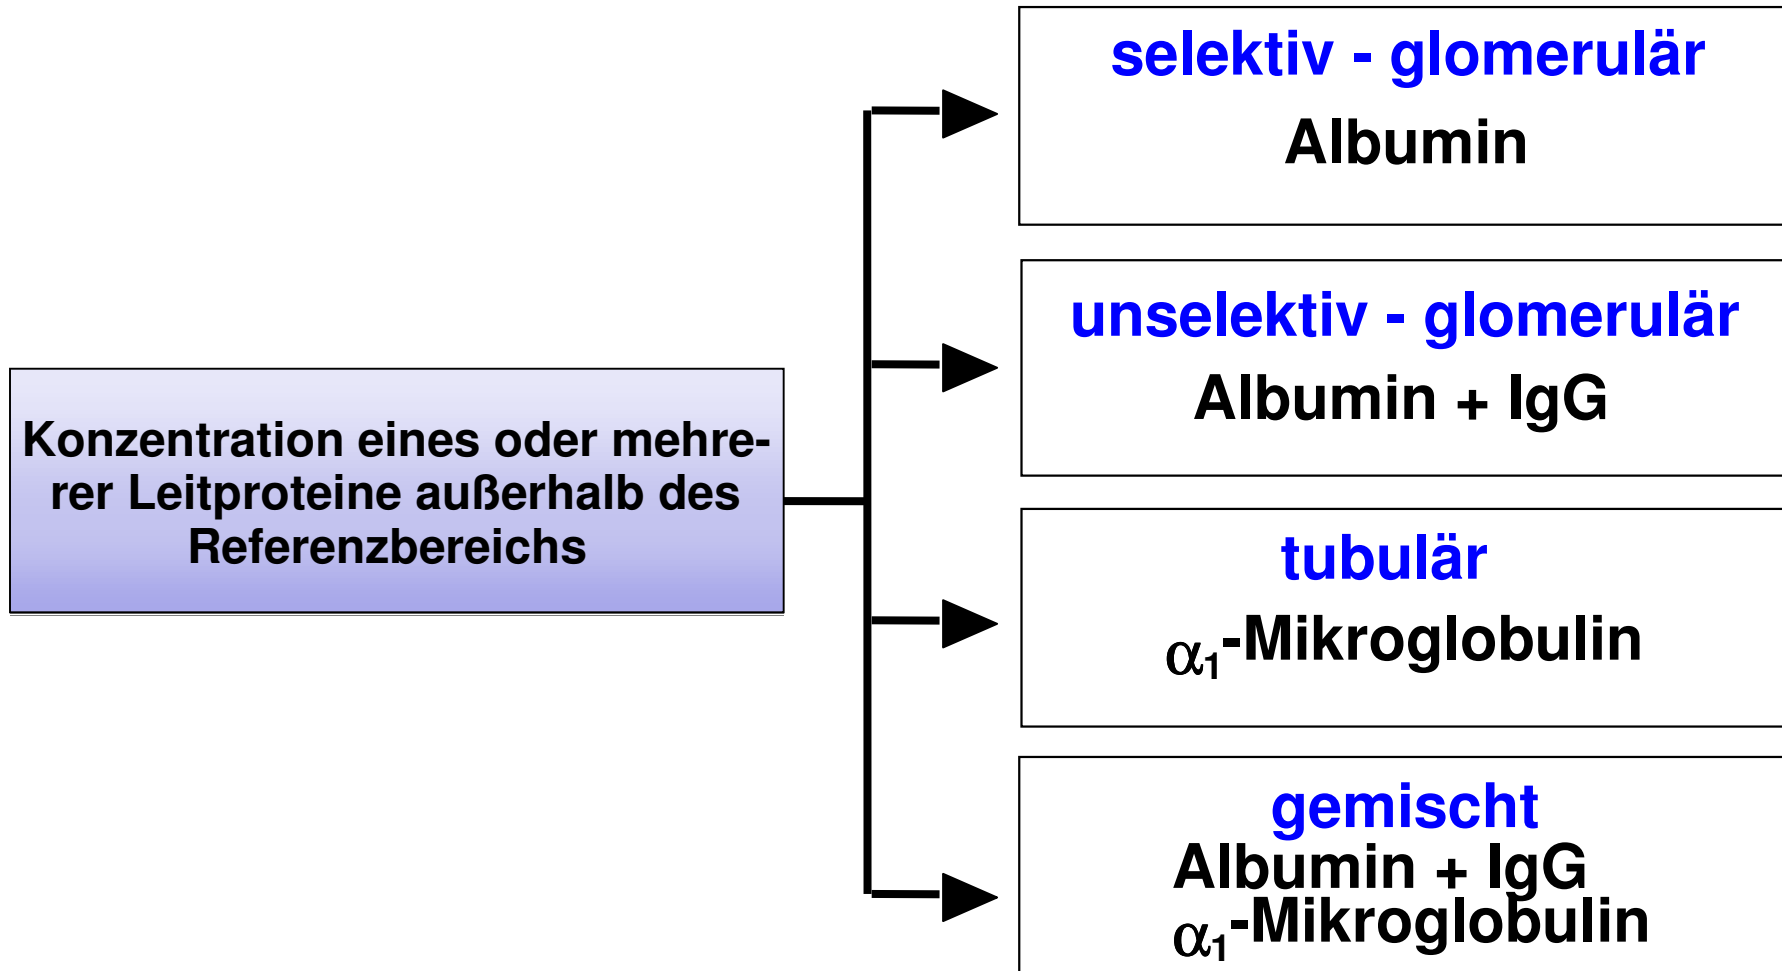 selektiv - glomerulär
Albumin
unselektiv - glomerulär
Albumin + IgG
Konzentration eines oder mehre-
rer Leitproteine außerhalb des
Referenzbereichs
tubulär
α₁-Mikroglobulin
gemischt
Albumin + IgG
α₁-Mikroglobulin